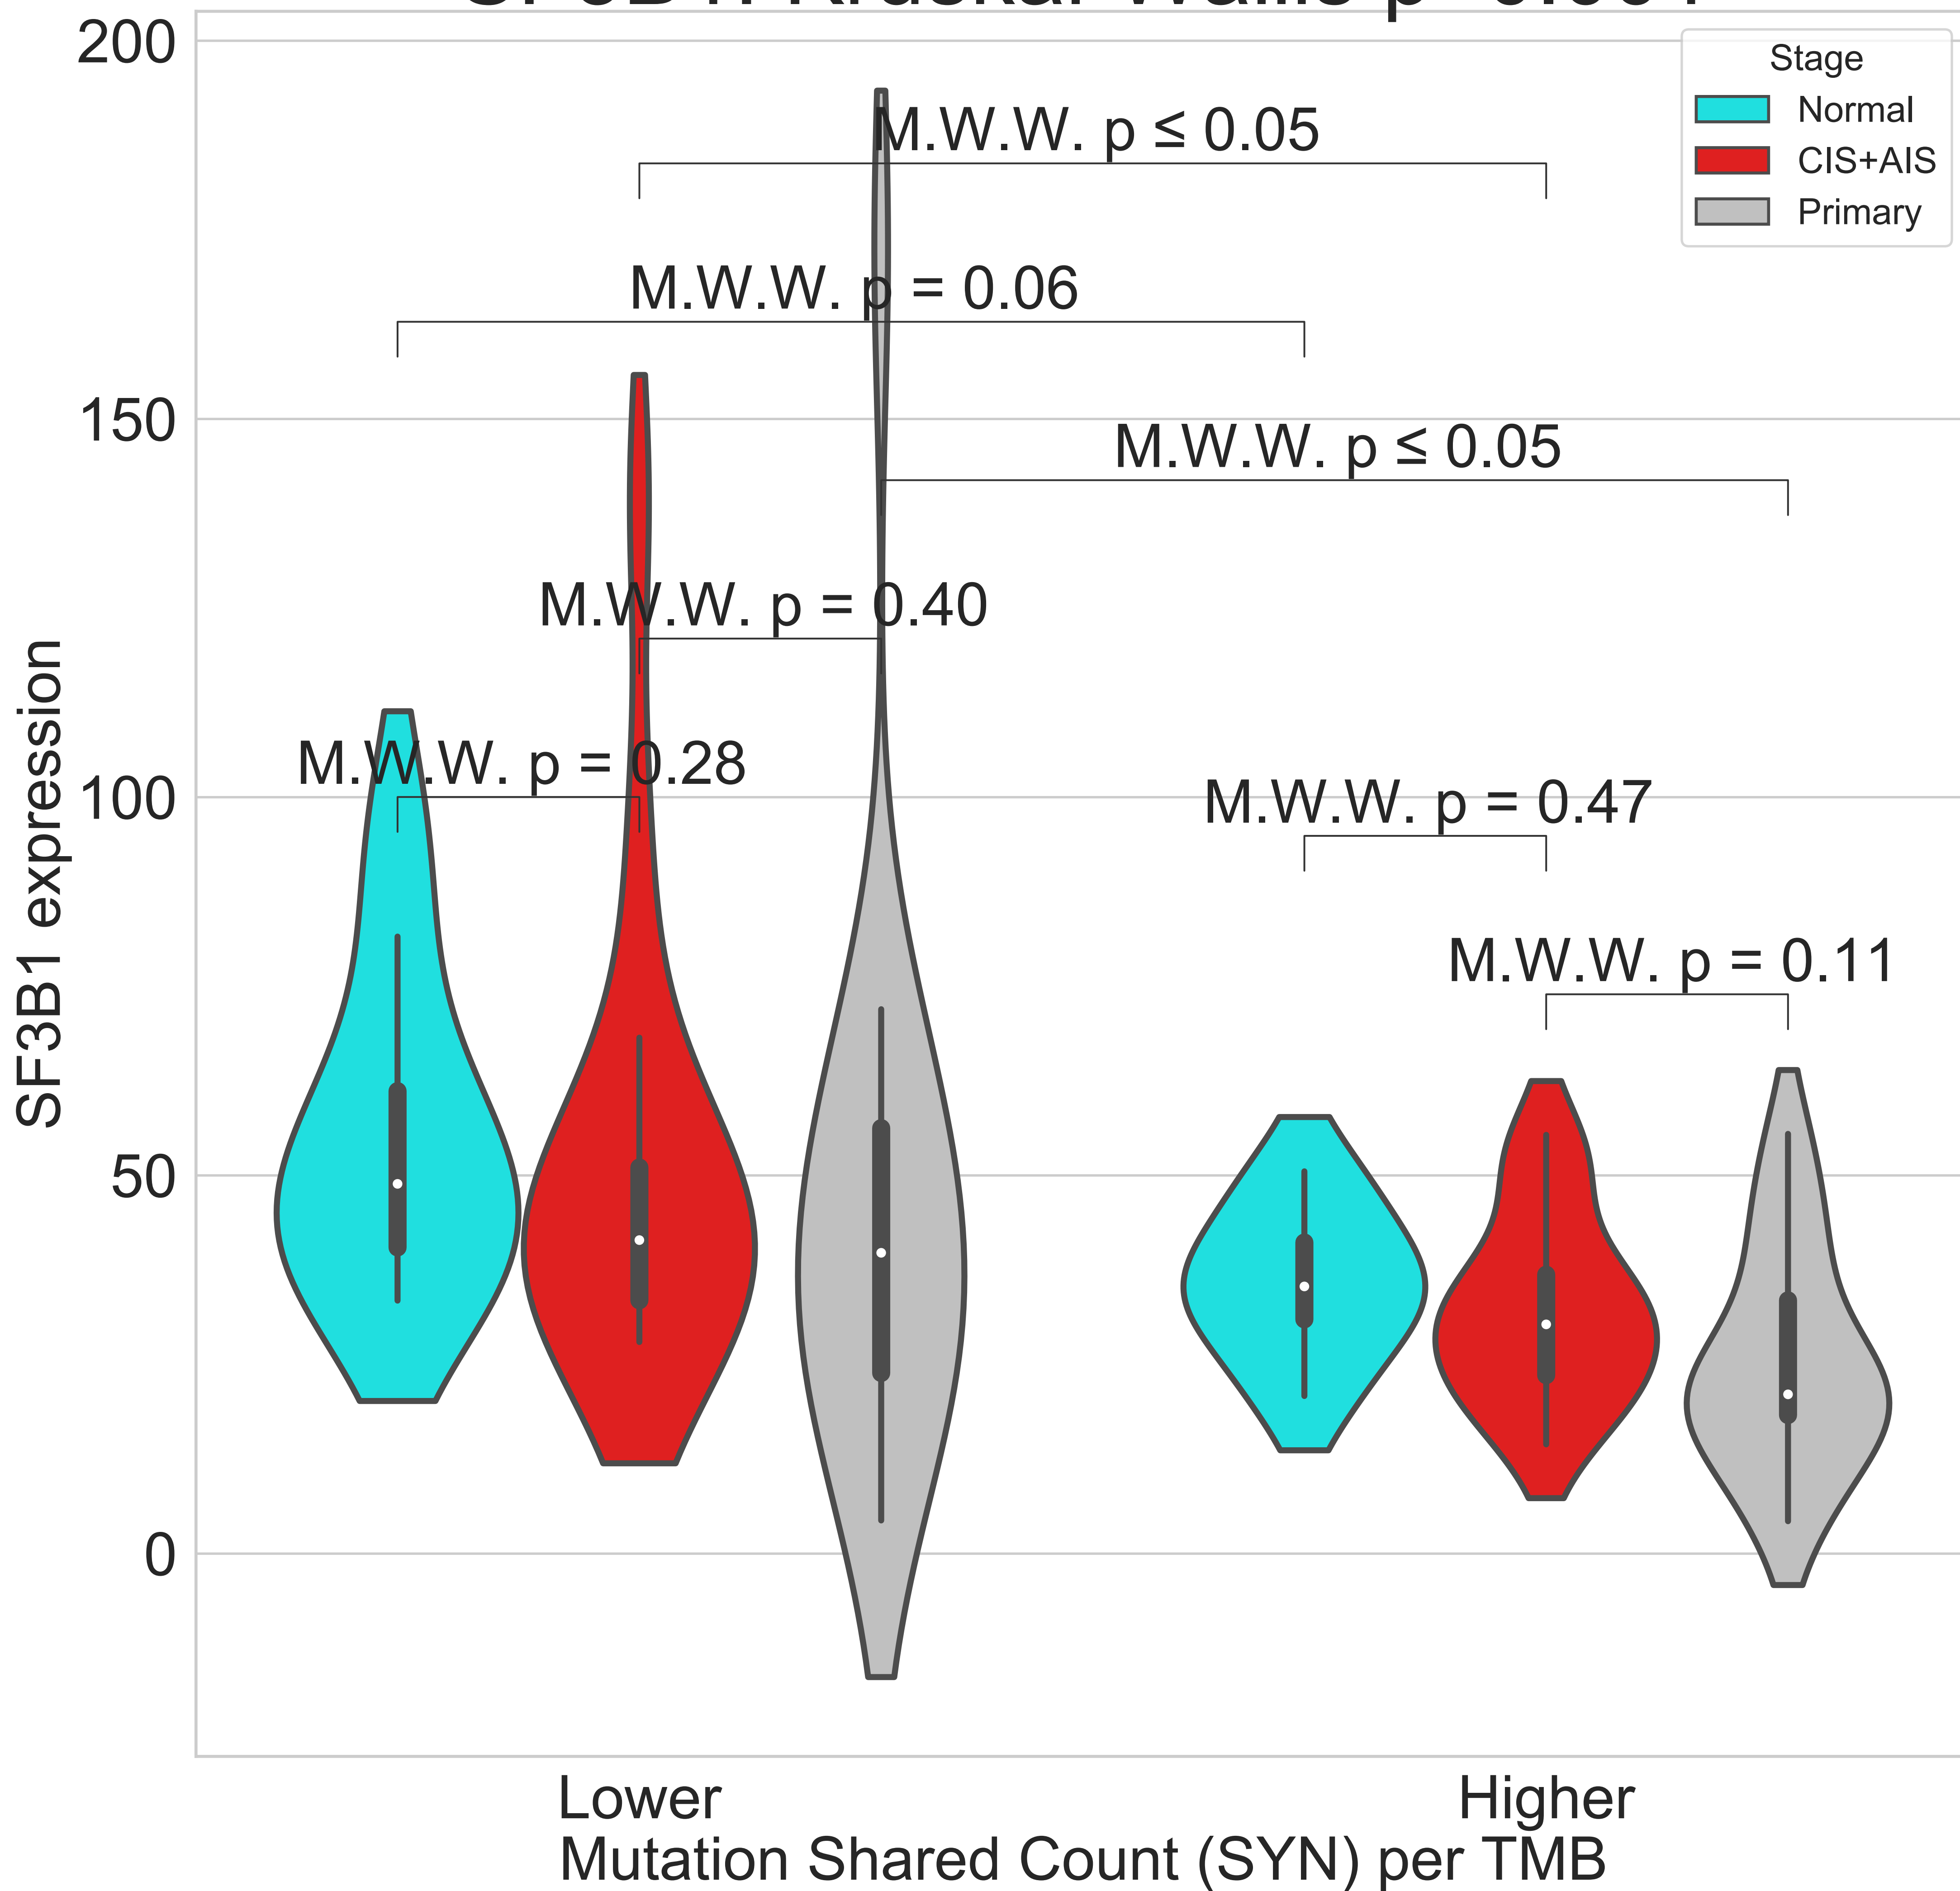 200
Stage
Normal
CIS+AIS
Primary
M.W.W. p ≤ 0.05
M.W.W. p = 0.06
150
M.W.W. p ≤ 0.05
M.W.W. p = 0.40
M.W.W. p = 0.28
100
M.W.W. p = 0.47
M.W.W. p = 0.11
SF3B1 expression
50
0
Lower
Higher
Mutation Shared Count (SYN) per TMB